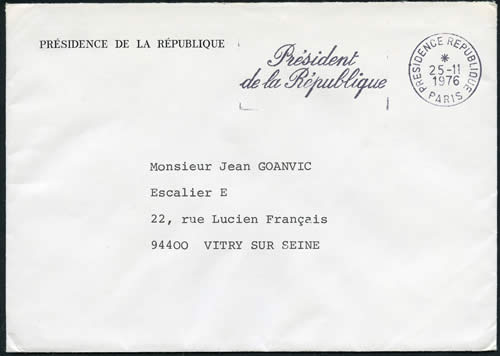 PRÉSIDENCE DE LA RÉPUBLIQUE
Président
de la République
PRESIDENCE REPUBLIQUE
*
25-11
1976
PARIS
Monsieur Jean GOANVIC
Escalier E
22, rue Lucien Français
94400 VITRY SUR SEINE